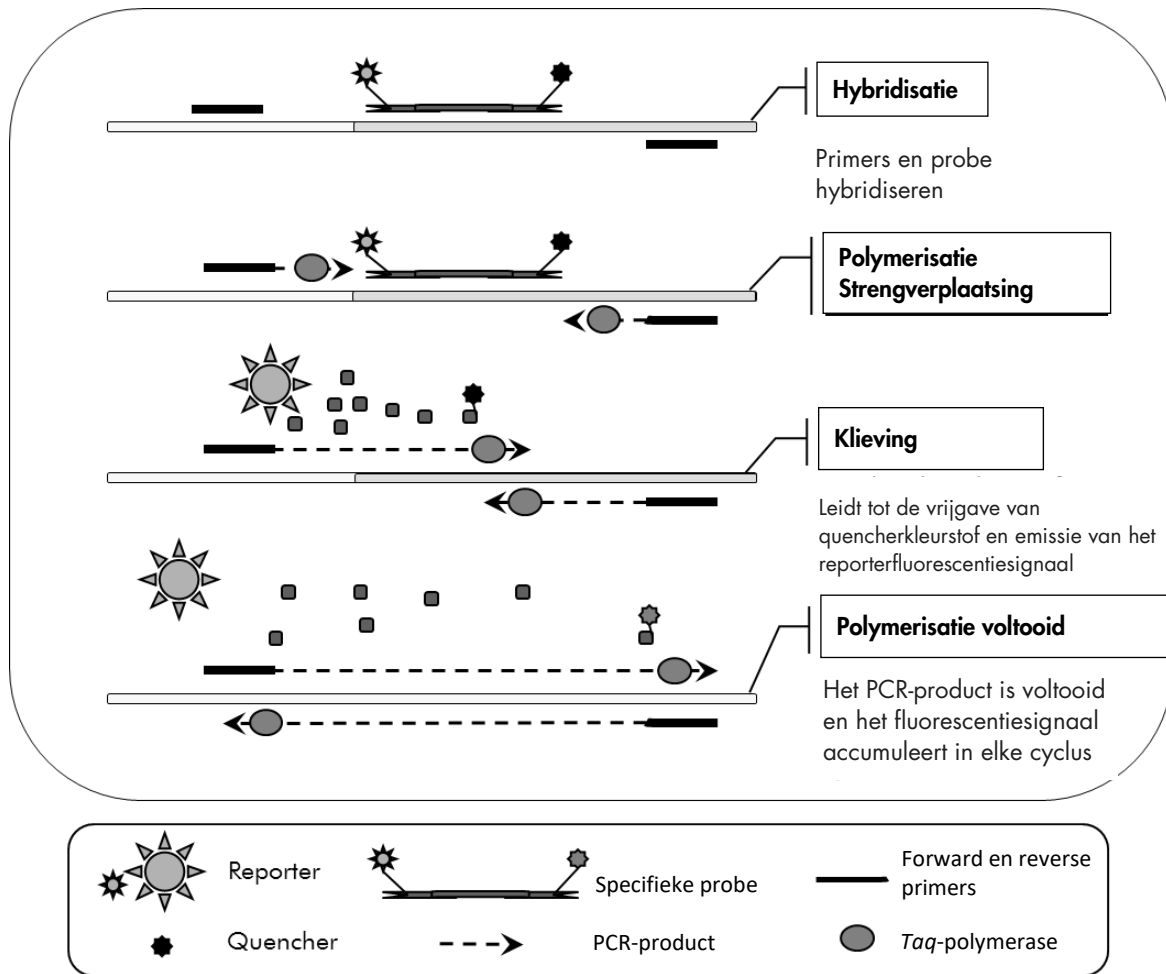 Hybridisatie
Primers en probe
hybridiseren
Polymerisatie
Strengverplaatsing
Klieving
Leidt tot de vrijgave van
quencherkleurstof en emissie van het
reporterfluorescentiesignaal
Polymerisatie voltooid
Het PCR-product is voltooid
en het fluorescentiesignaal
accumuleert in elke cyclus
Reporter
Specifieke probe
Forward en reverse
primers
Quencher
PCR-product
Taq-polymerase